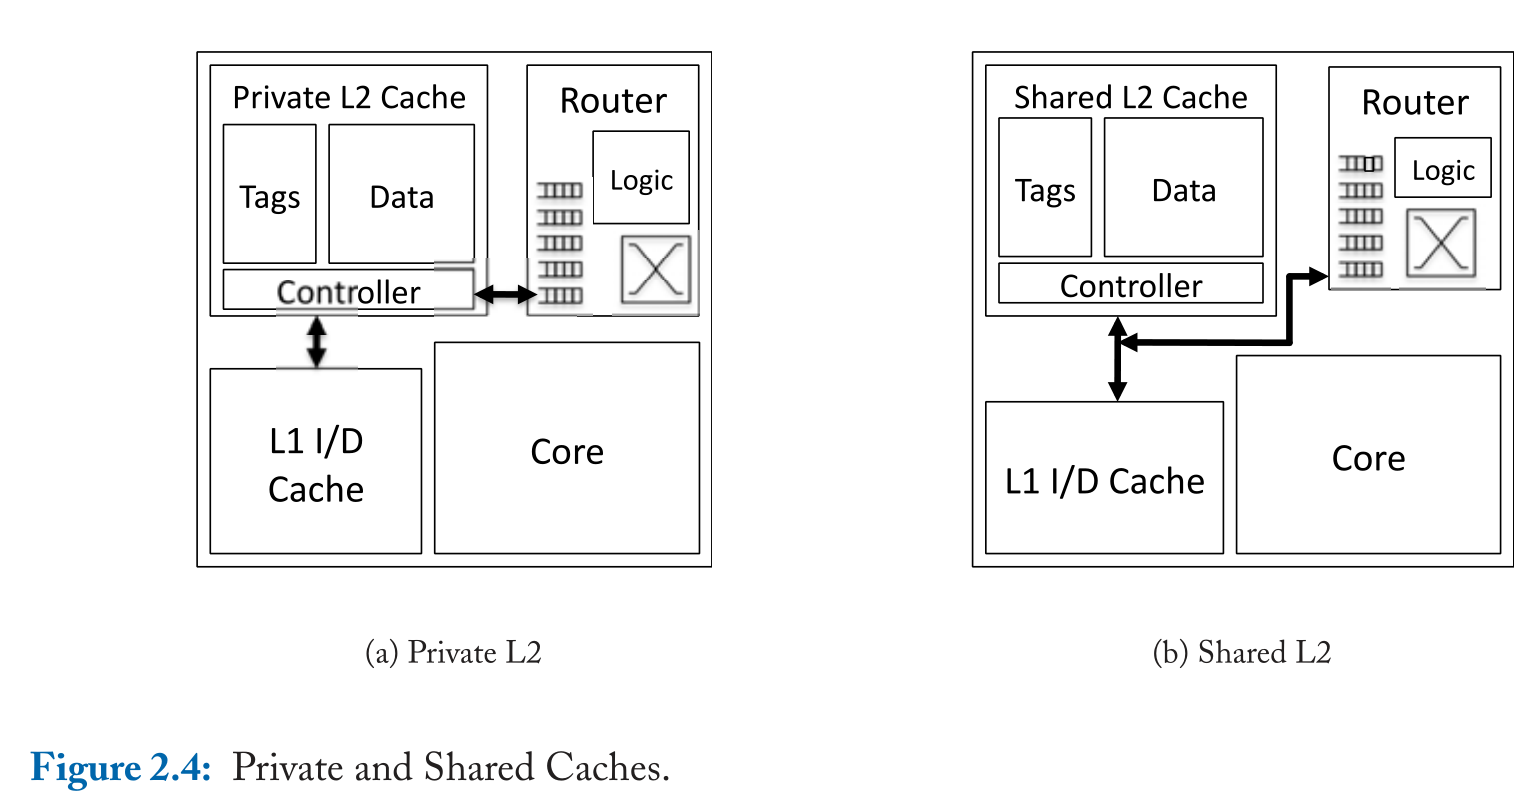 Private L2 Cache
Router
Tags
Data
Logic
Controller
L1 I/D
Cache
Core
(a) Private L2
Shared L2 Cache
Router
Tags
Data
Logic
Controller
L1 I/D Cache
Core
(b) Shared L2
Figure 2.4: Private and Shared Caches.